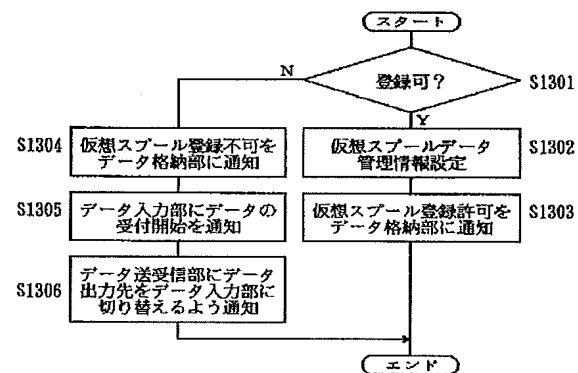 スタート
登録可?
S1301
N
Y
S1304
仮想スプール登録不可を
データ格納部に通知
仮想スプールデータ
管理情報設定
S1302
S1305
データ入力部にデータの
受付開始を通知
仮想スプール登録許可を
データ格納部に通知
S1303
S1306
データ送受信部にデータ
出力先をデータ入力部に
切り替えるよう通知
エンド